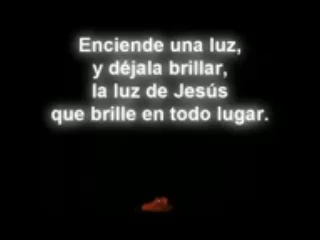 Enciende una luz,
y déjala brillar,
la luz de Jesús
que brille en todo lugar.